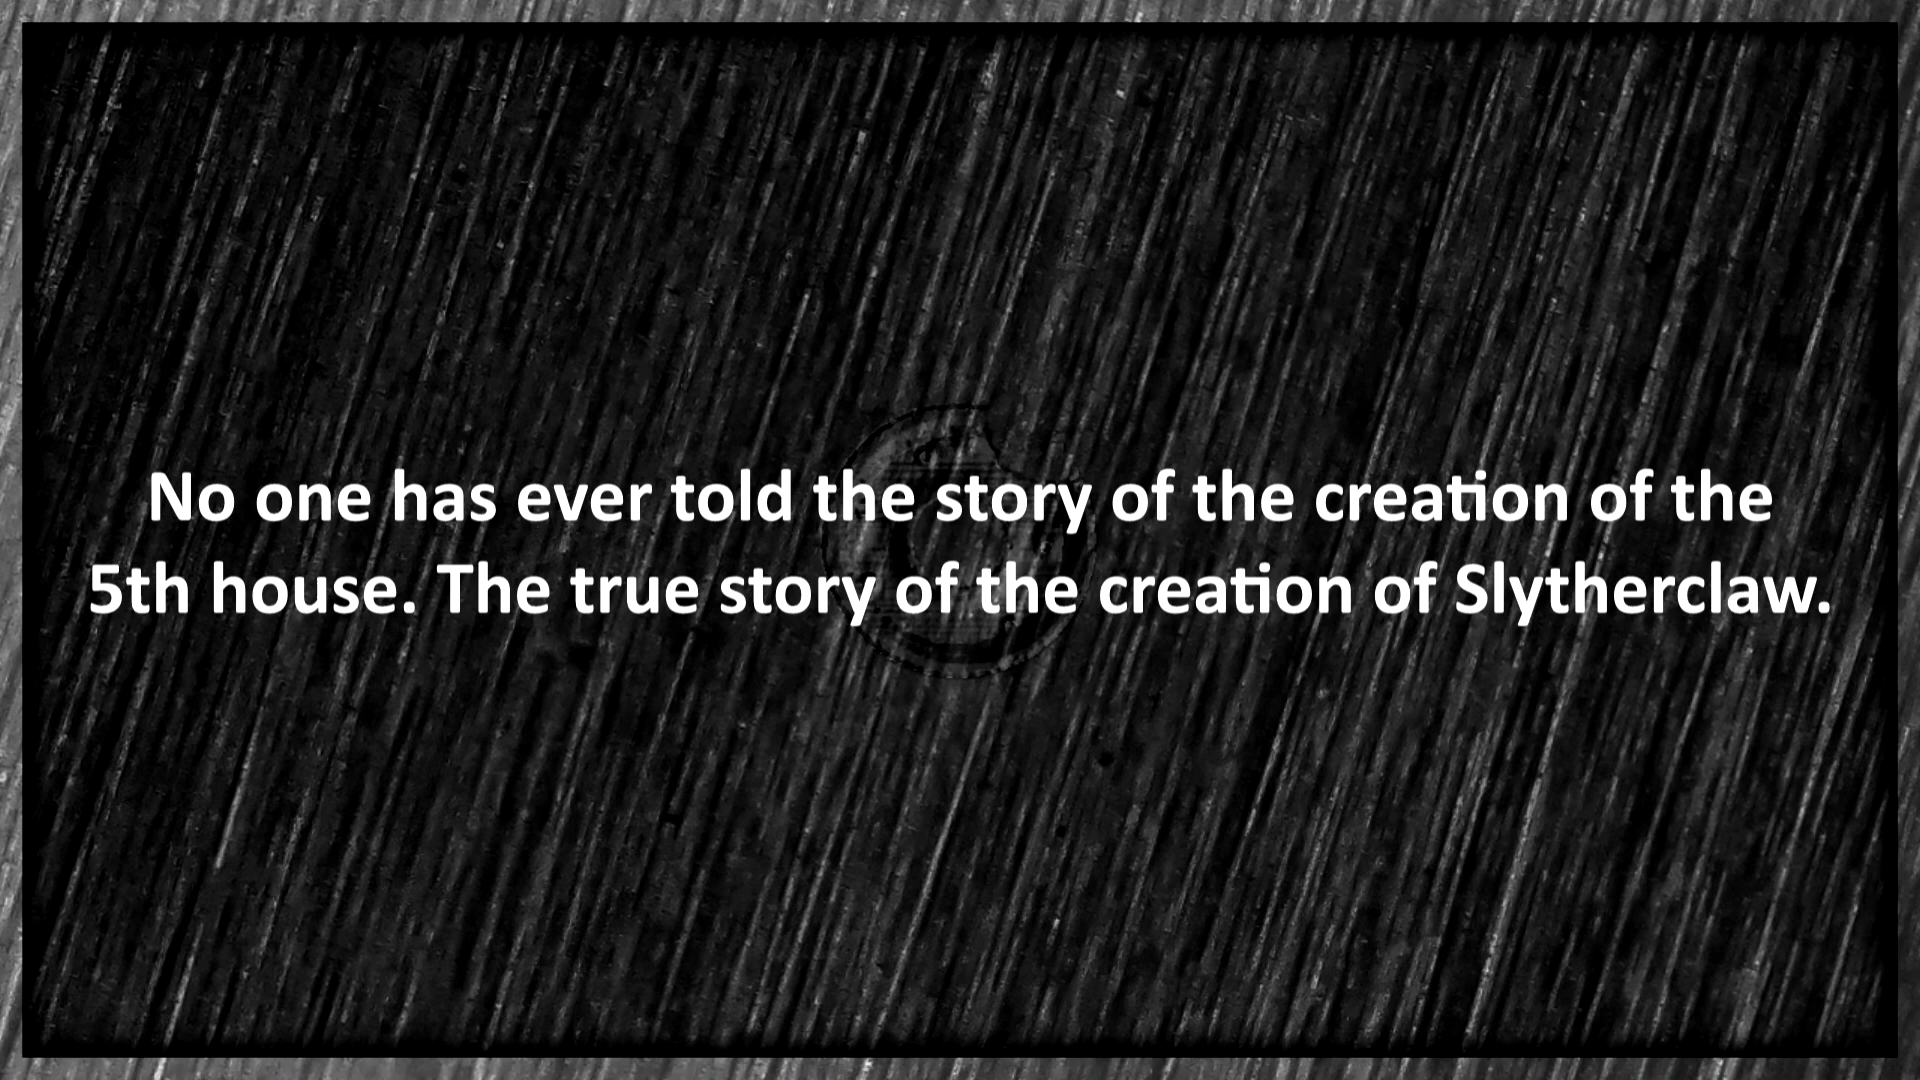 No one has ever told the story of the creation of the
5th house. The true story of the creation of Slytherclaw.